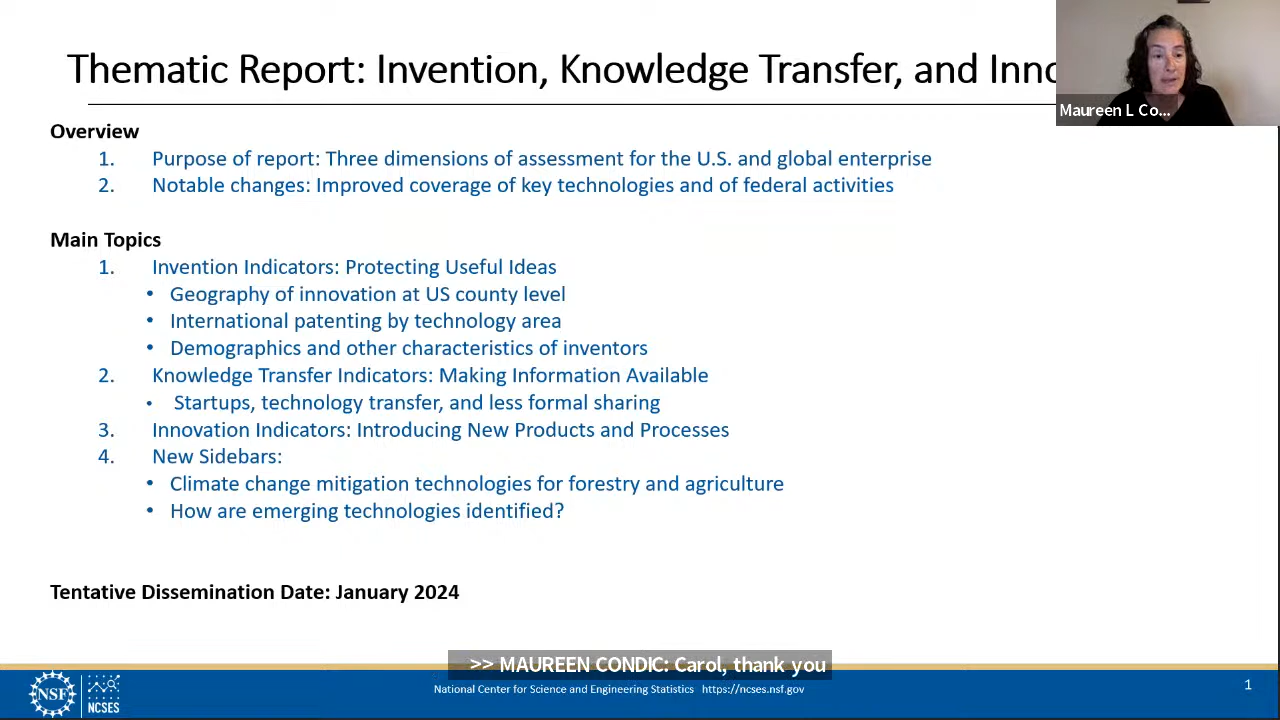 Thematic Report: Invention, Knowledge Transfer, and Inno
Maureen L Co...
Overview
1. Purpose of report: Three dimensions of assessment for the U.S. and global enterprise
2. Notable changes: Improved coverage of key technologies and of federal activities
Main Topics
1. Invention Indicators: Protecting Useful Ideas
• Geography of innovation at US county level
• International patenting by technology area
• Demographics and other characteristics of inventors
2. Knowledge Transfer Indicators: Making Information Available
• Startups, technology transfer, and less formal sharing
3. Innovation Indicators: Introducing New Products and Processes
4. New Sidebars:
• Climate change mitigation technologies for forestry and agriculture
• How are emerging technologies identified?
Tentative Dissemination Date: January 2024
>> MAUREEN CONDIC: Carol, thank you
NSF
NCSES
National Center for Science and Engineering Statistics https://ncses.nsf.gov
1